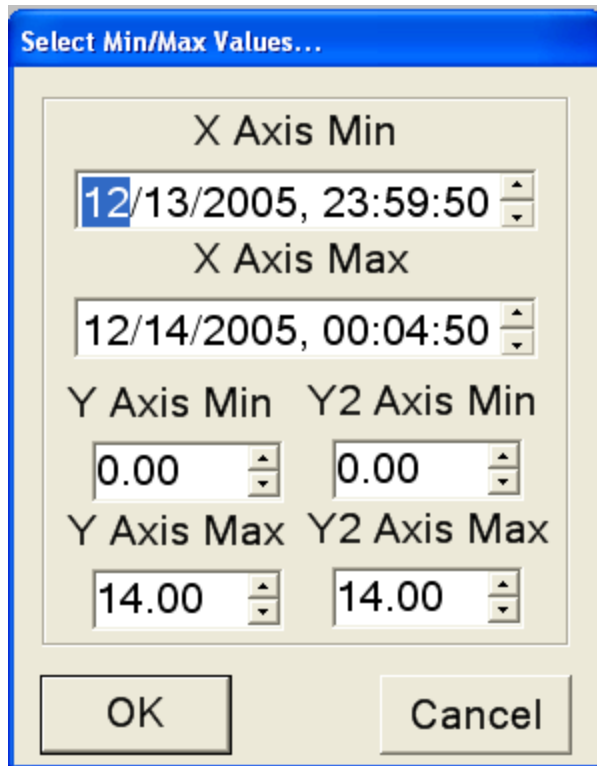 Select Min/Max Values...
X Axis Min
12/13/2005, 23:59:50
X Axis Max
12/14/2005, 00:04:50
Y Axis Min Y2 Axis Min
0.00 0.00
Y Axis Max Y2 Axis Max
14.00 14.00
OK Cancel